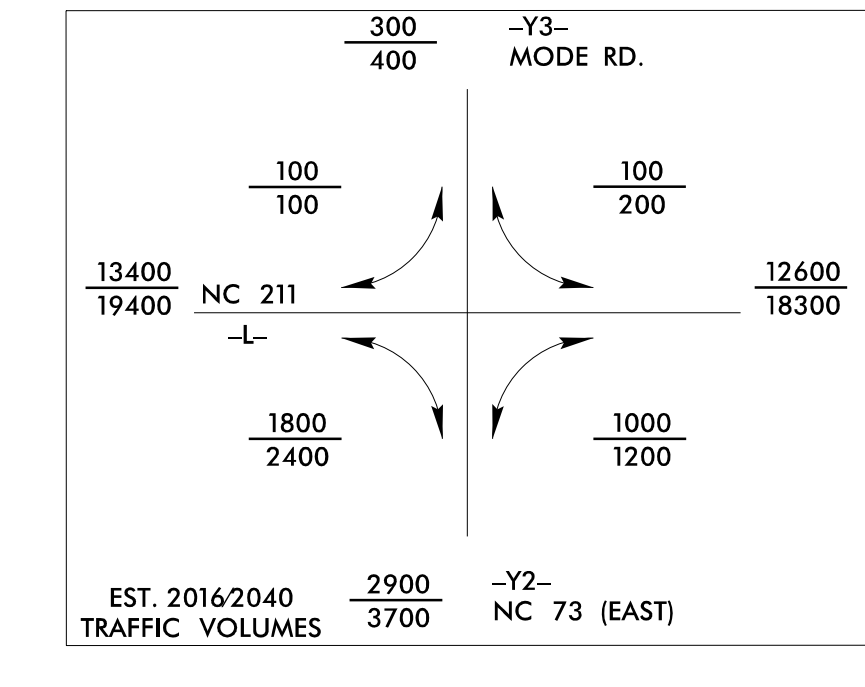 300 –Y3–
400 MODE RD.
100 100
100 200
13400 12600
19400 NC 211 18300
–L–
1800 1000
2400 1200
2900 –Y2–
EST. 2016/2040 3700 NC 73 (EAST)
TRAFFIC VOLUMES